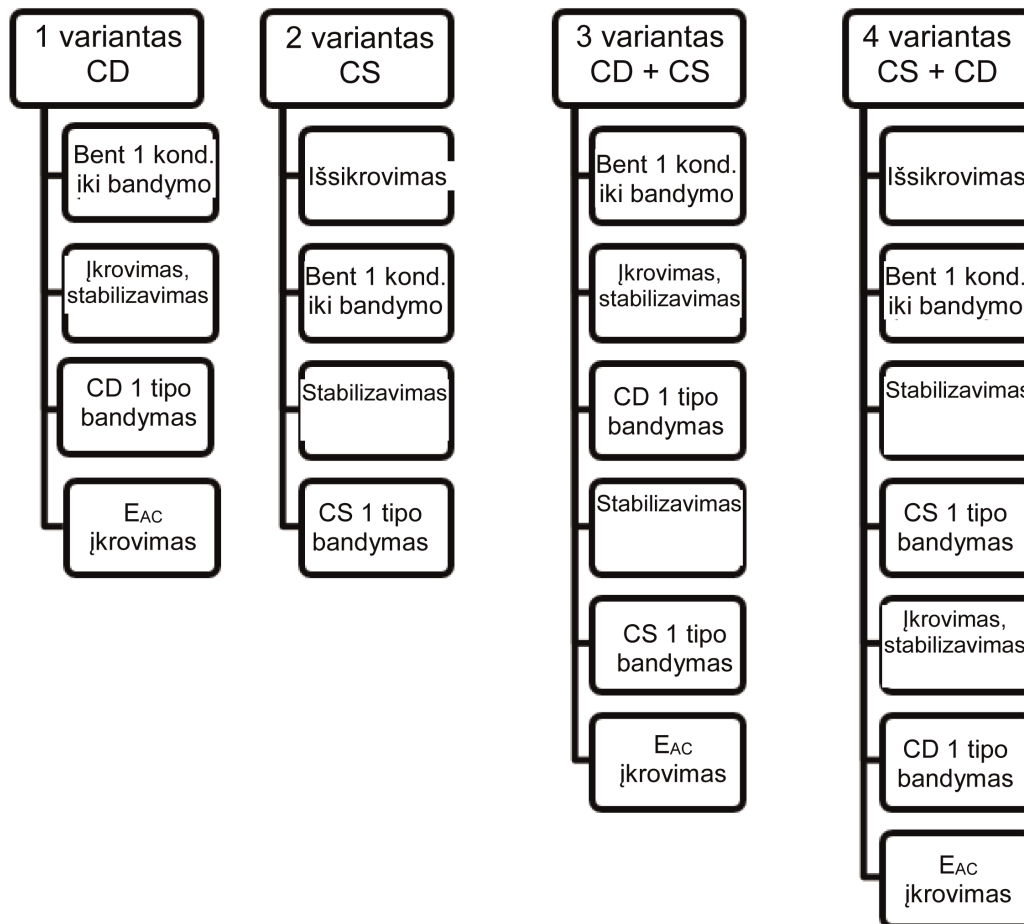 1 variantas
CD
Bent 1 kond.
iki bandymo
Įkrovimas,
stabilizavimas
CD 1 tipo
bandymas
EAC
įkrovimas
2 variantas
CS
Išsikrovimas
Bent 1 kond.
iki bandymo
Stabilizavimas
CS 1 tipo
bandymas
3 variantas
CD + CS
Bent 1 kond.
iki bandymo
Įkrovimas,
stabilizavimas
CD 1 tipo
bandymas
Stabilizavimas
CS 1 tipo
bandymas
EAC
įkrovimas
4 variantas
CS + CD
Išsikrovimas
Bent 1 kond.
iki bandymo
Stabilizavimas
CS 1 tipo
bandymas
Įkrovimas,
stabilizavimas
CD 1 tipo
bandymas
EAC
įkrovimas